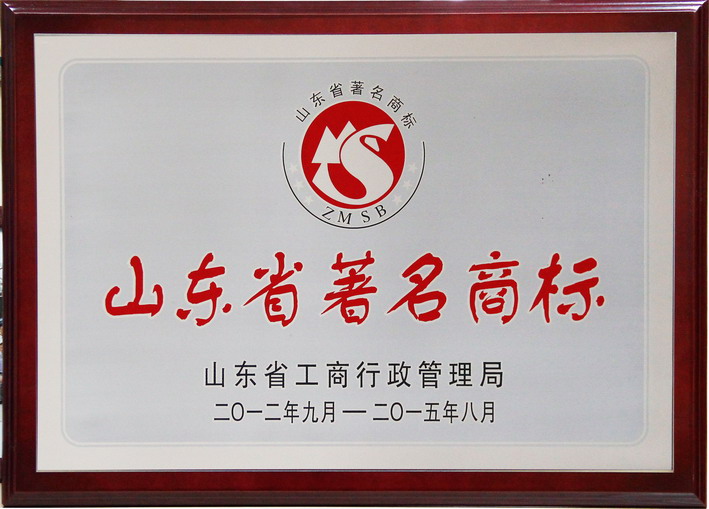 山东省著名商标
ZMSB
山东省著名商标
山东省工商行政管理局
二〇一二年九月一二〇一五年八月